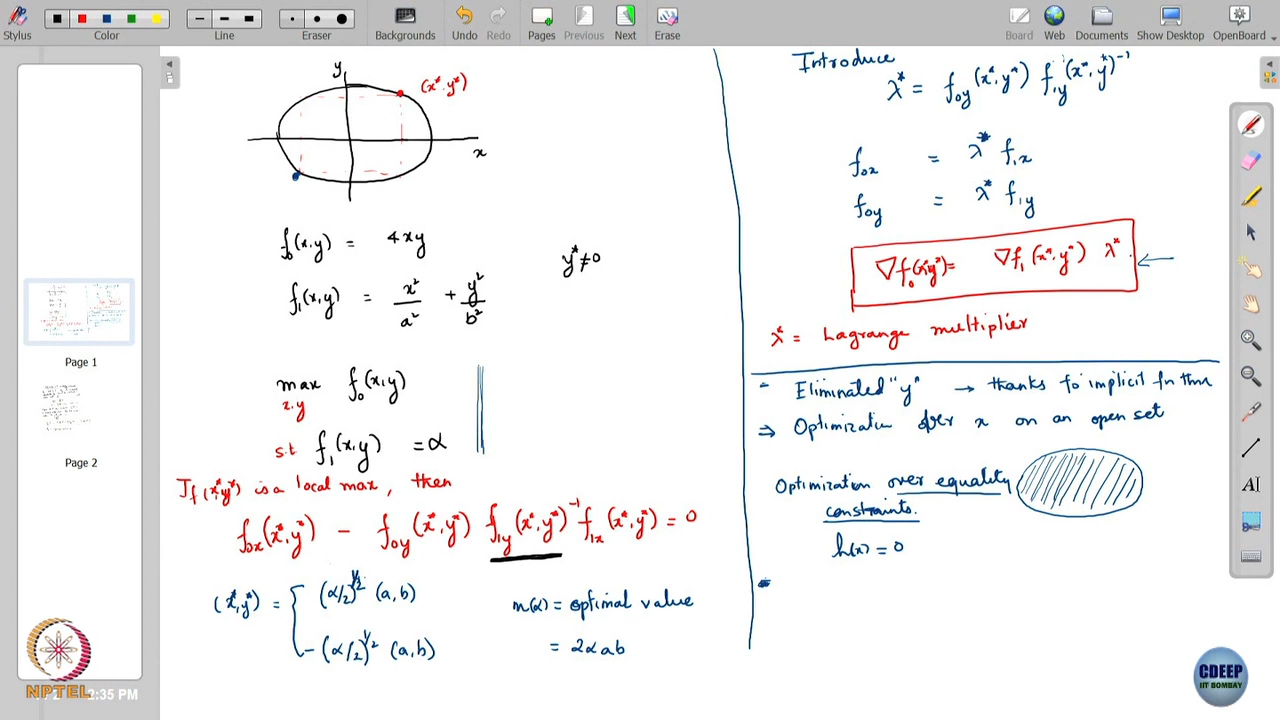 Stylus
Color
Line
Eraser
Backgrounds
Undo
Redo
Pages
Previous
Next
Erase
Board
Web
Documents
Show Desktop
OpenBoard
Page 1
Page 2
y
(x*, y*)
x
f₀(x,y) = 4xy
y* ≠ 0
f₁(x,y) = x²/a² + y²/b²
max f₀(x,y)
x,y
s.t f₁(x,y) = α
If (x*,y*) is a local max, then
f₀ₓ(x*,y*) − f₀y(x*,y*) f₁y(x*,y*)⁻¹ f₁ₓ(x*,y*) = 0
(x*,y*) = { (α/2)^½ (a,b)
−(α/2)^½ (a,b)
m(α) = optimal value
= 2αab
Introduce
λ* = f₀y(x*,y*) f₁y(x*,y*)⁻¹
f₀ₓ = λ* f₁ₓ
f₀y = λ* f₁y
∇f₀(x*,y*) = ∇f₁(x*,y*) λ*.
λ* = Lagrange multiplier
- Eliminated "y" → thanks to implicit fn thm
⇒ Optimization over x on an open set
Optimization over equality
constraints.
h(x) = 0
NPTEL
2:35 PM
CDEEP
IIT BOMBAY
AI